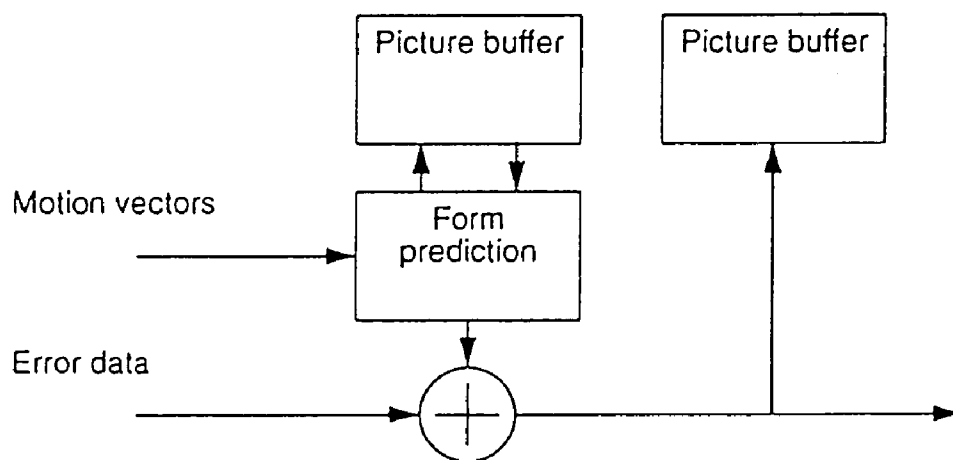 Picture buffer
Picture buffer
Motion vectors
Form
prediction
Error data